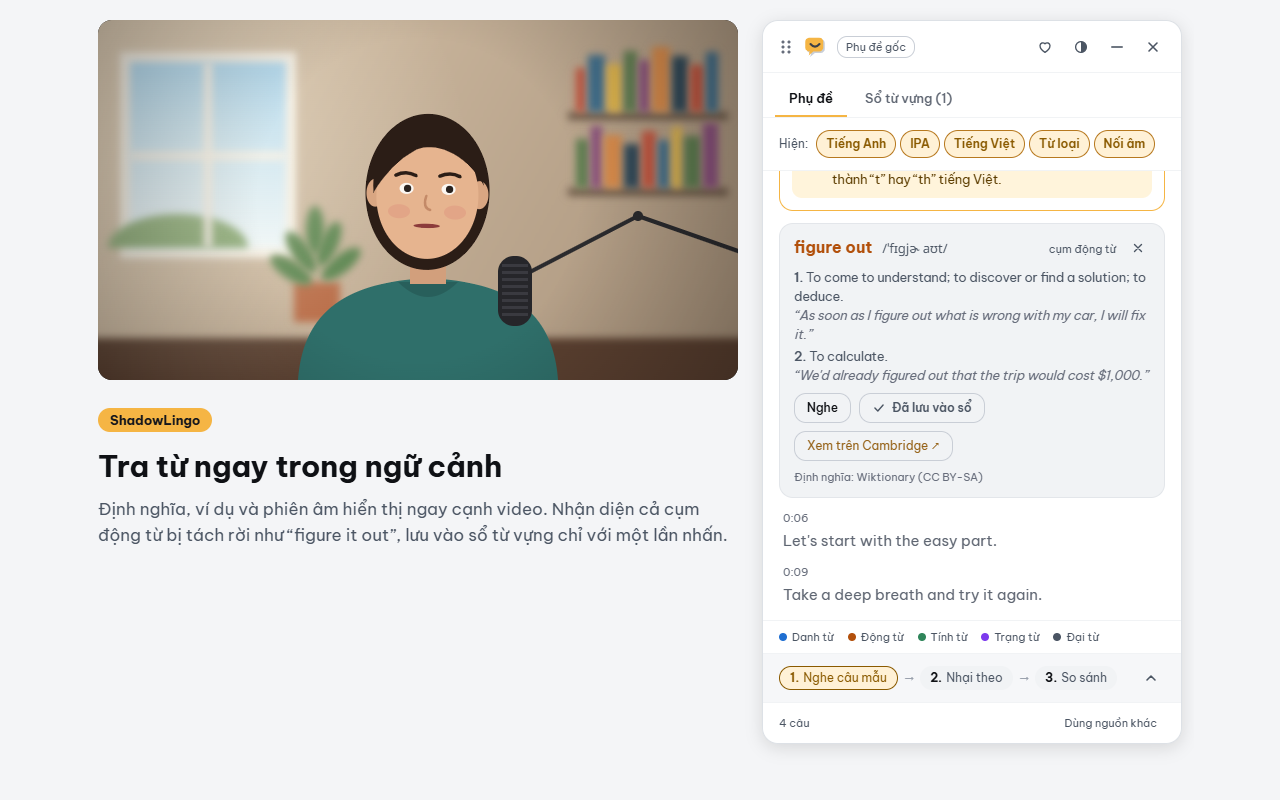 ShadowLingo
Tra từ ngay trong ngữ cảnh
Định nghĩa, ví dụ và phiên âm hiển thị ngay cạnh video. Nhận diện cả cụm
động từ bị tách rời như “figure it out”, lưu vào sổ từ vựng chỉ với một lần nhấn.
Phụ đề gốc
Phụ đề Sổ từ vựng (1)
Hiện: Tiếng Anh IPA Tiếng Việt Từ loại Nối âm
thành “t” hay “th” tiếng Việt.
figure out /ˈfɪɡjɚ aʊt/ cụm động từ
1. To come to understand; to discover or find a solution; to
deduce.
“As soon as I figure out what is wrong with my car, I will fix
it.”
2. To calculate.
“We'd already figured out that the trip would cost $1,000.”
Nghe Đã lưu vào sổ
Xem trên Cambridge ↗
Định nghĩa: Wiktionary (CC BY-SA)
0:06
Let's start with the easy part.
0:09
Take a deep breath and try it again.
Danh từ Động từ Tính từ Trạng từ Đại từ
1. Nghe câu mẫu → 2. Nhại theo → 3. So sánh
4 câu Dùng nguồn khác